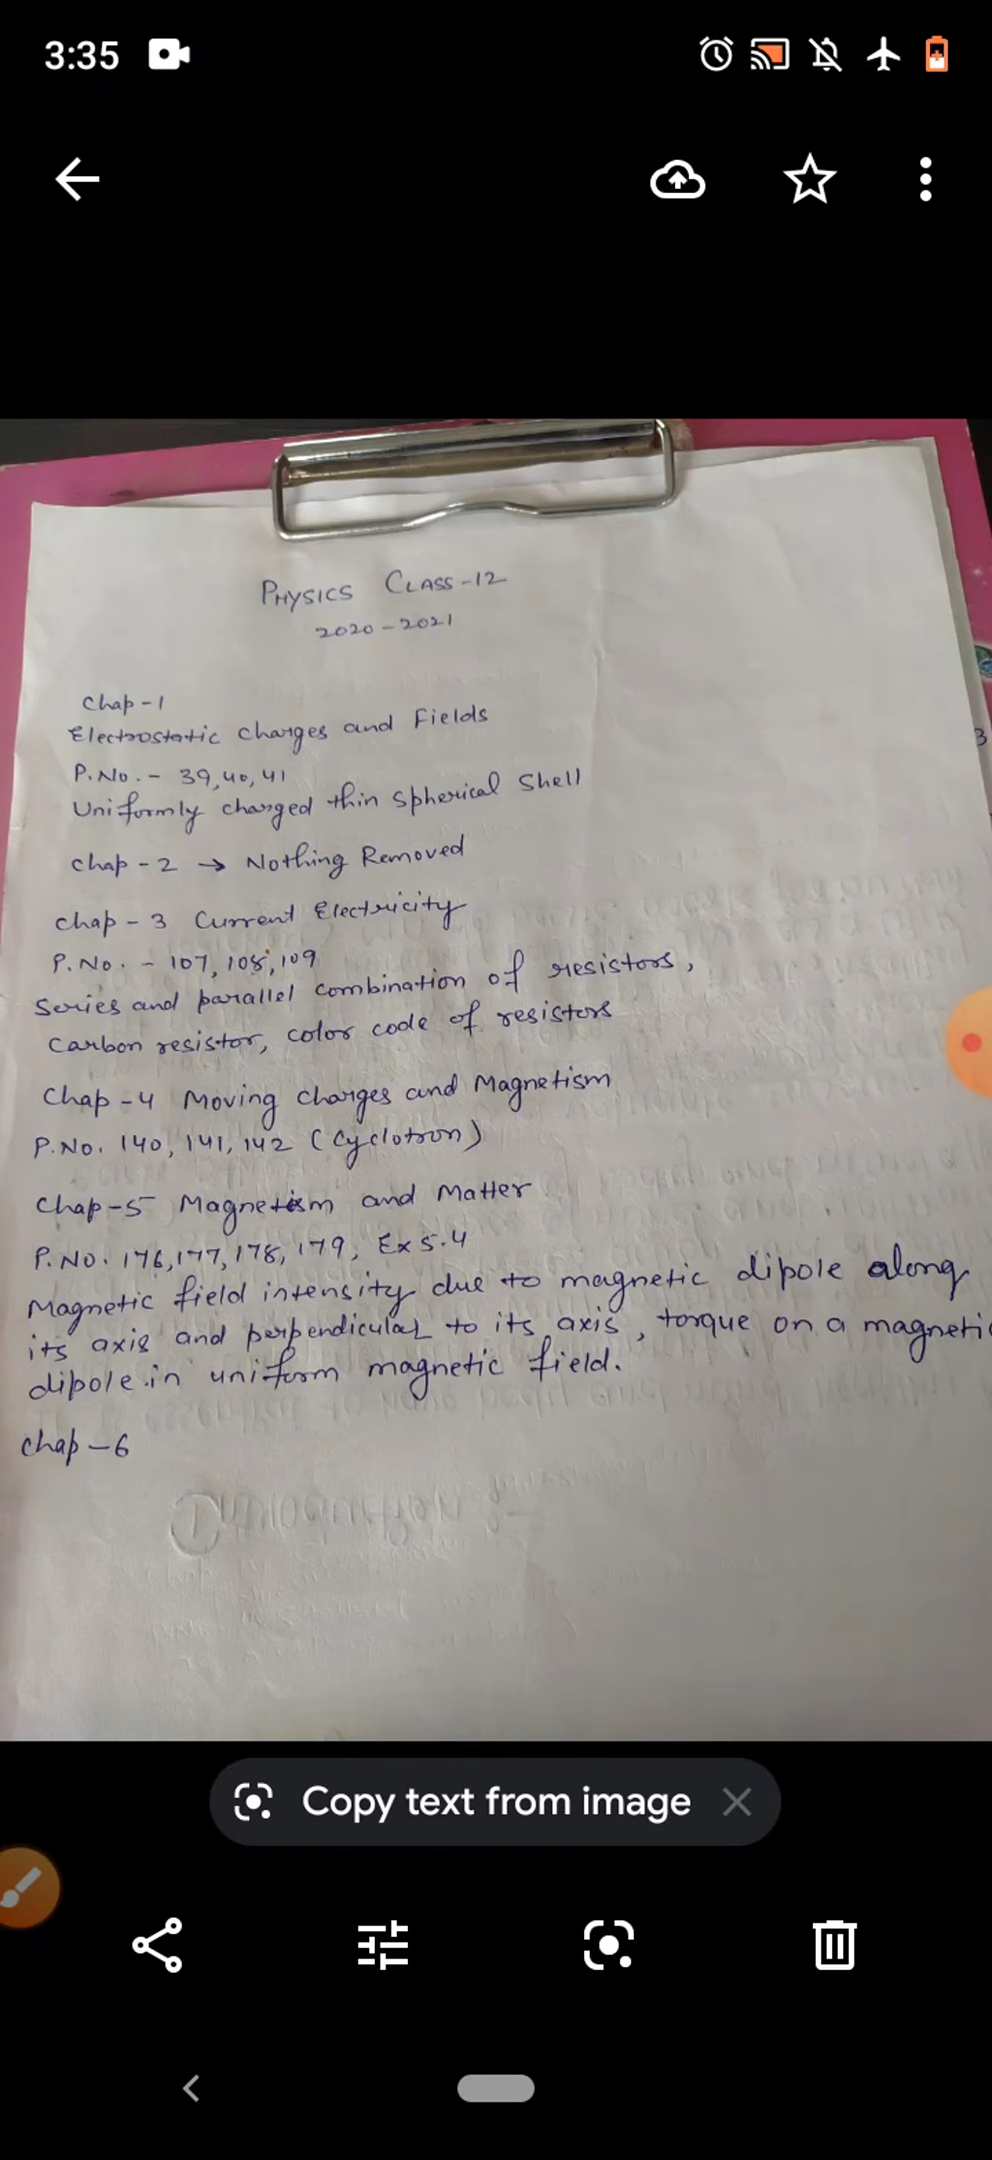 3:35
PHYSICS CLASS-12
2020-2021
Chap-1
Electrostatic Charges and Fields
P.No.- 39,40,41
Uniformly charged thin Spherical Shell
Chap-2 → Nothing Removed
Chap-3 Current Electricity
P.No. - 107, 108, 109
Series and parallel combination of resistors,
Carbon resistor, color code of resistors
Chap-4 Moving Charges and Magnetism
P.No. 140, 141, 142 (Cyclotron)
Chap-5 Magnetism and Matter
P.NO. 176,177,178, 179, Ex 5.4
Magnetic field intensity due to magnetic dipole along
its axis and perpendicular to its axis, torque on a magnetic
dipole in uniform magnetic field.
Chap-6
Copy text from image